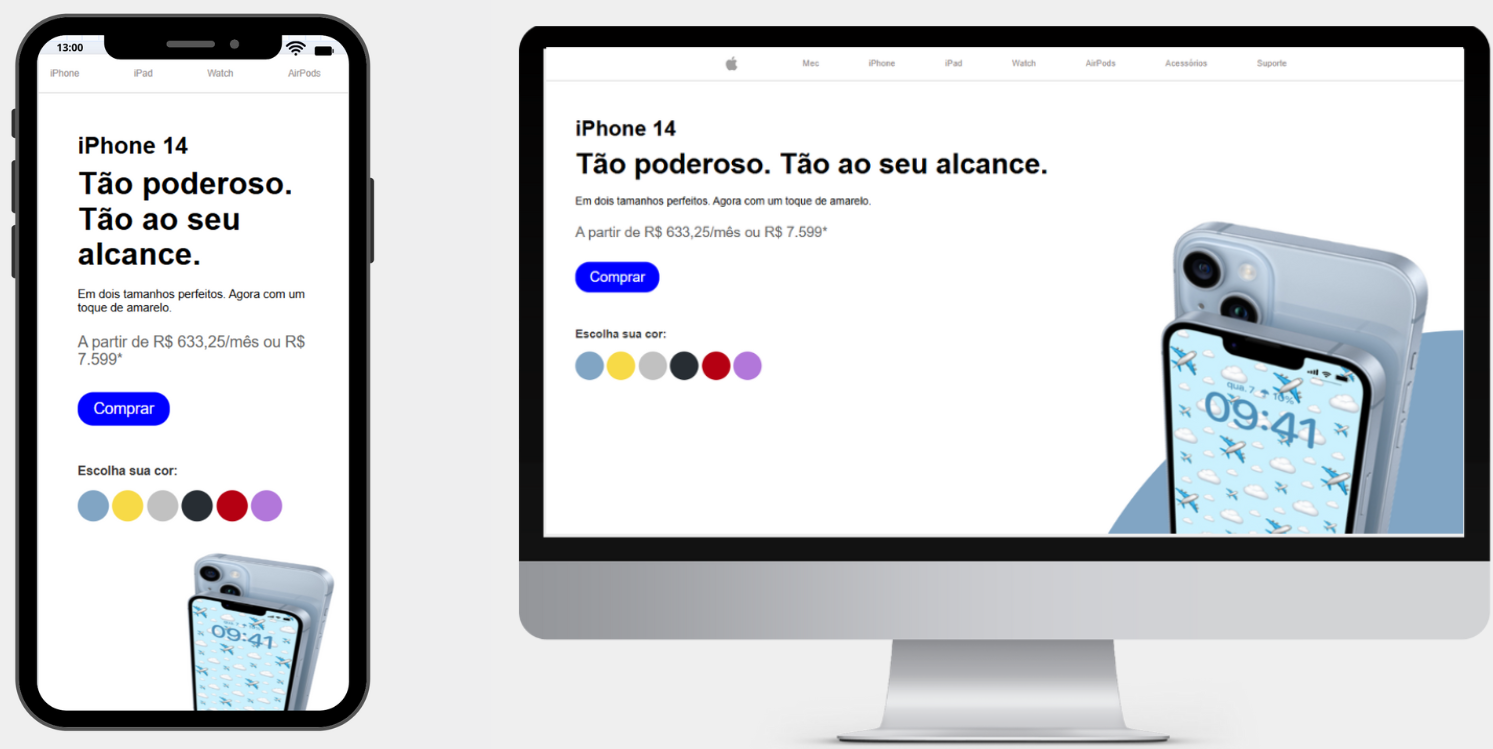 13:00
iPhone iPad Watch AirPods
iPhone 14
Tão poderoso.
Tão ao seu
alcance.
Em dois tamanhos perfeitos. Agora com um
toque de amarelo.
A partir de R$ 633,25/mês ou R$
7.599*
Comprar
Escolha sua cor:
09:41
Mec iPhone iPad Watch AirPods Acessórios Suporte
iPhone 14
Tão poderoso. Tão ao seu alcance.
Em dois tamanhos perfeitos. Agora com um toque de amarelo.
A partir de R$ 633,25/mês ou R$ 7.599*
Comprar
Escolha sua cor:
qua. 7 10%
09:41